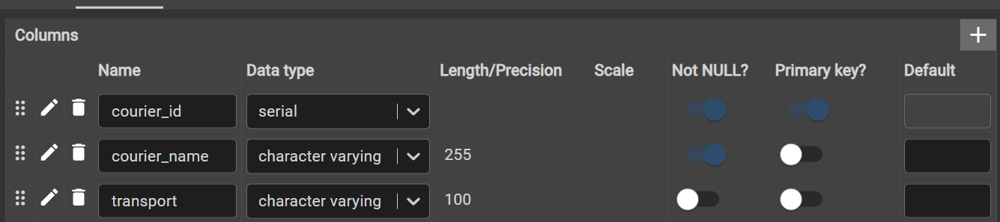 Columns
Name Data type Length/Precision Scale Not NULL? Primary key? Default
courier_id serial
courier_name character varying 255
transport character varying 100